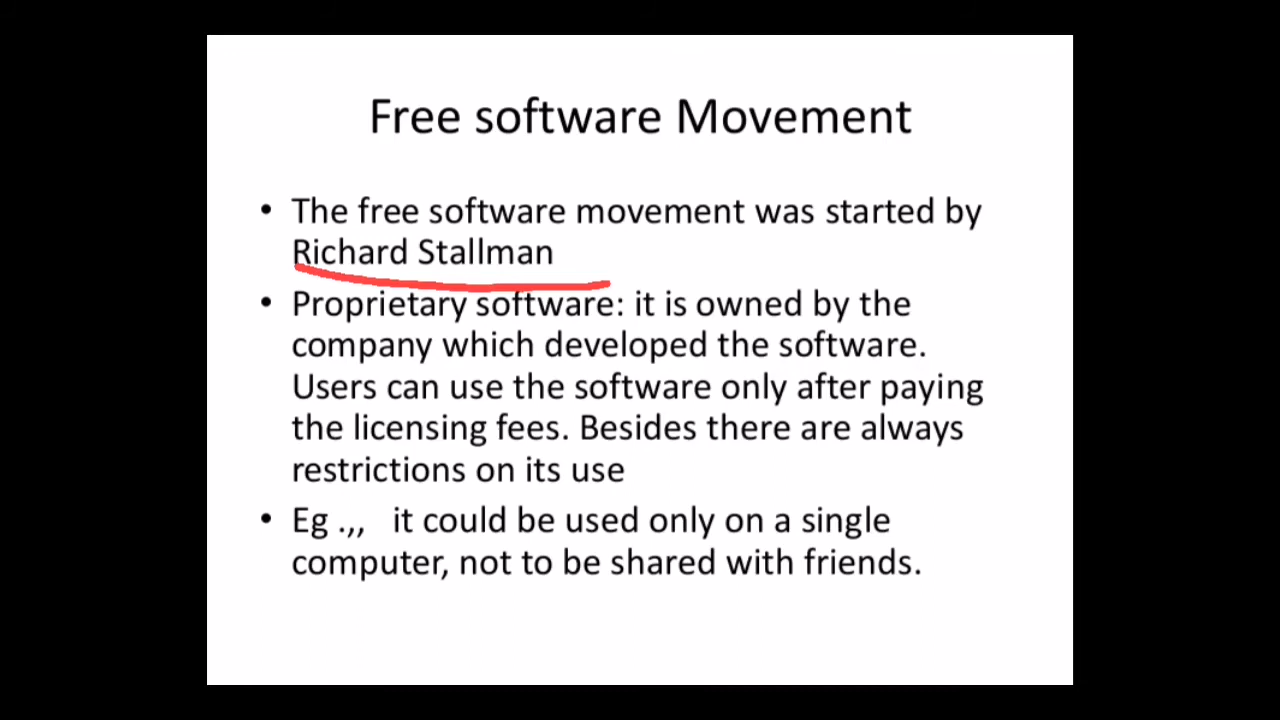 Free software Movement
• The free software movement was started by
Richard Stallman
• Proprietary software: it is owned by the
company which developed the software.
Users can use the software only after paying
the licensing fees. Besides there are always
restrictions on its use
• Eg .,,   it could be used only on a single
computer, not to be shared with friends.